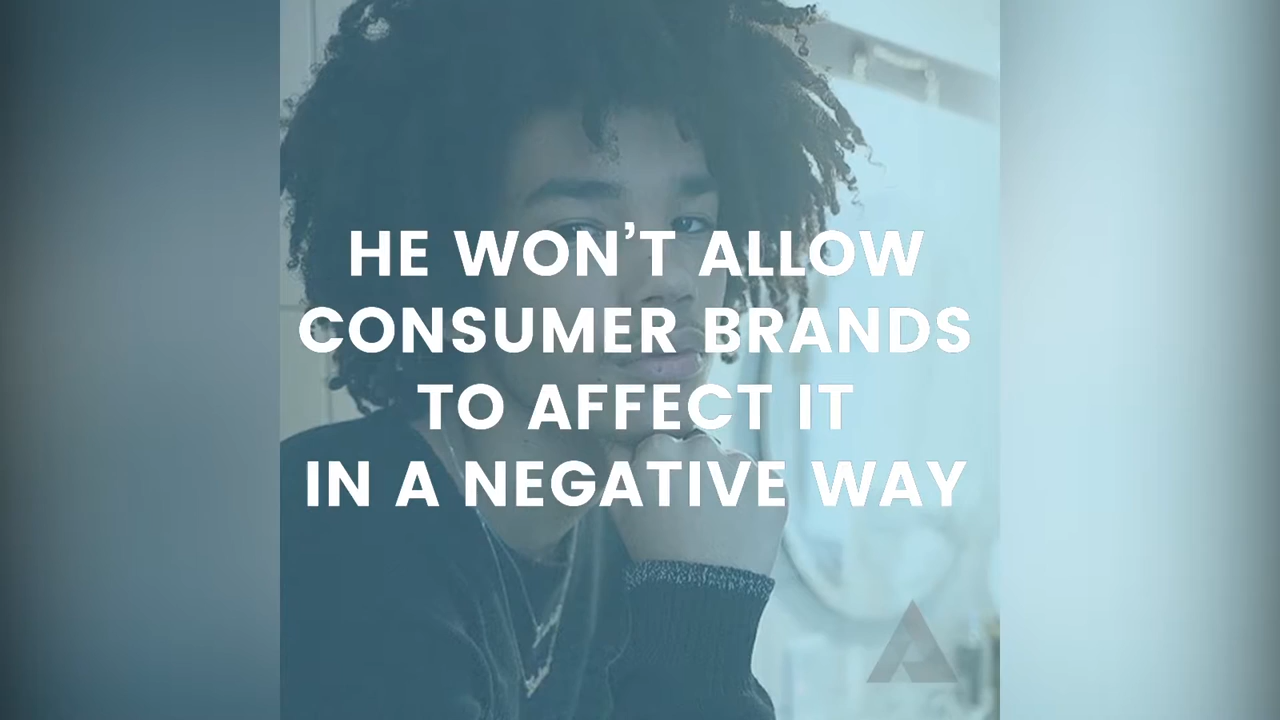 HE WON’T ALLOW
CONSUMER BRANDS
TO AFFECT IT
IN A NEGATIVE WAY